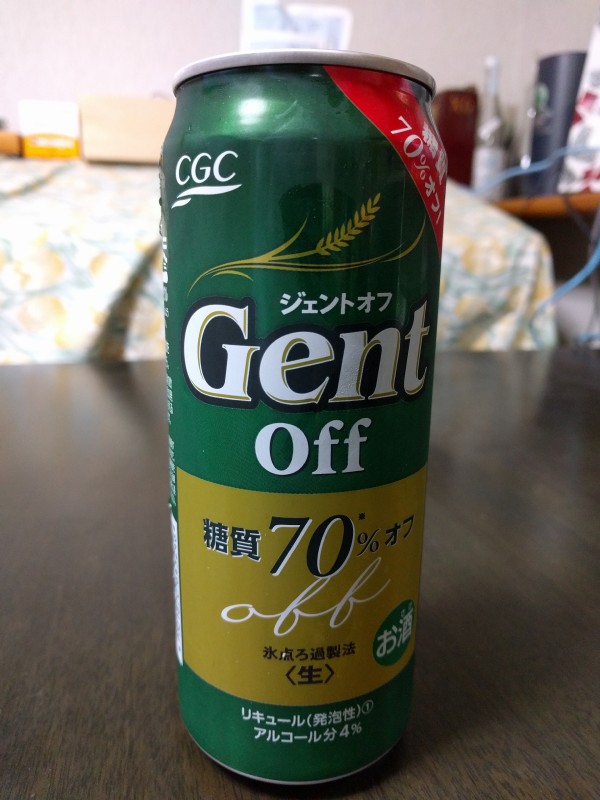 CGC
糖質
70%オフ!
ジェントオフ
Gent
Off
糖質70※%オフ
off
氷点ろ過製法
〈生〉
お酒
リキュール(発泡性)①
アルコール分4%